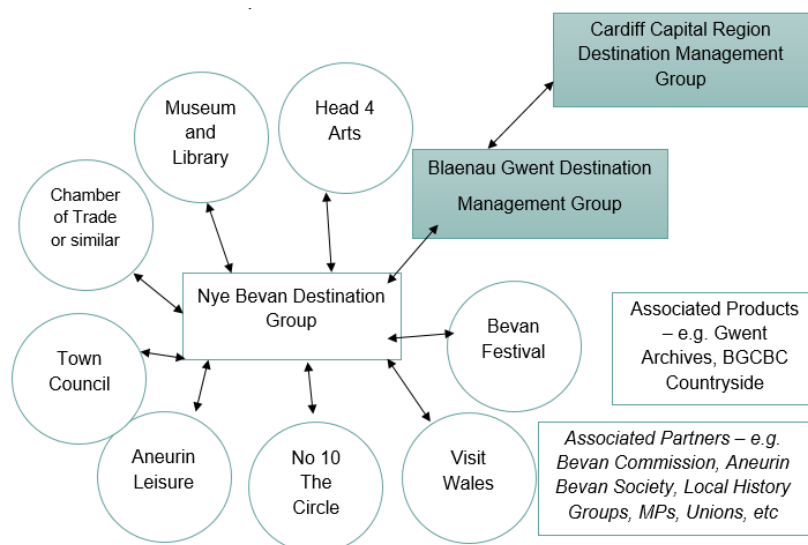 Cardiff Capital Region
Destination Management
Group
Museum
and
Library
Head 4
Arts
Blaenau Gwent Destination
Management Group
Chamber
of Trade
or similar
Nye Bevan Destination
Group
Bevan
Festival
Associated Products
– e.g. Gwent
Archives, BGCBC
Countryside
Town
Council
Aneurin
Leisure
No 10
The
Circle
Visit
Wales
Associated Partners – e.g.
Bevan Commission, Aneurin
Bevan Society, Local History
Groups, MPs, Unions, etc